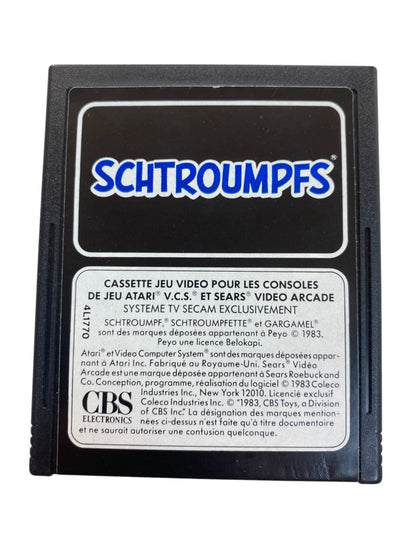 SCHTROUMPFS®
CASSETTE JEU VIDEO POUR LES CONSOLES
DE JEU ATARI® V.C.S.® ET SEARS® VIDEO ARCADE
SYSTEME TV SECAM EXCLUSIVEMENT
SCHTROUMPF,® SCHTROUMPFETTE® et GARGAMEL®
sont des marques déposées appartenant à Peyo © 1983.
Peyo une licence Belokapi.
Atari® et Video Computer System® sont des marques déposées appar-
nant à Atari Inc. Fabriqué au Royaume-Uni. Sears® Video
Arcade est une marque déposée appartenant à Sears Roebuck and
Co. Conception, programme, réalisation du logiciel © 1983 Coleco
Industries Inc., New York 12010. Licencié exclusif
Coleco Industries Inc. © 1983, CBS Toys, a Division
of CBS Inc. La désignation des marques mention-
nées ci-dessus n'est faite qu'à titre documentaire
et ne saurait autoriser une confusion quelconque.
CBS
ELECTRONICS
4L1770